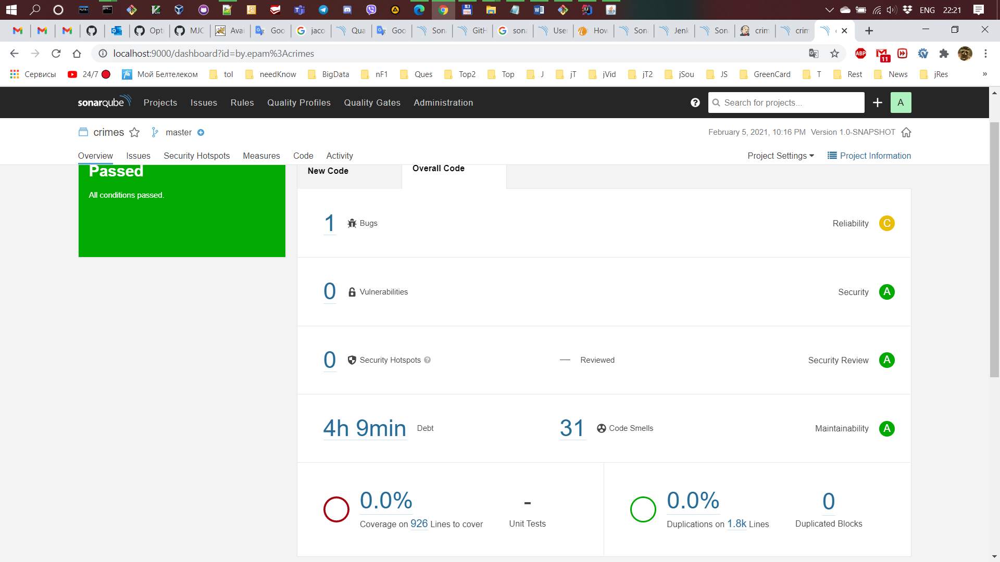 ENG 22:21
Opti MJC Avai Goo jaco Qua Goo Son GitH sona User How Son Jenk Son crim crim
localhost:9000/dashboard?id=by.epam%3Acrimes ABP 11
Сервисы 24/7 Мой Белтелеком tol needKnow BigData nF1 Ques Top2 Top J jT jVid jT2 jSou JS GreenCard T Rest News jRes »
sonarqube Projects Issues Rules Quality Profiles Quality Gates Administration ? Search for projects... A
crimes master February 5, 2021, 10:16 PM Version 1.0-SNAPSHOT
Overview Issues Security Hotspots Measures Code Activity Project Settings Project Information
Passed New Code Overall Code
All conditions passed.
1 Bugs Reliability C
0 Vulnerabilities Security A
0 Security Hotspots ? — Reviewed Security Review A
4h 9min Debt 31 Code Smells Maintainability A
0.0% - 0.0% 0
Coverage on 926 Lines to cover Unit Tests Duplications on 1.8k Lines Duplicated Blocks